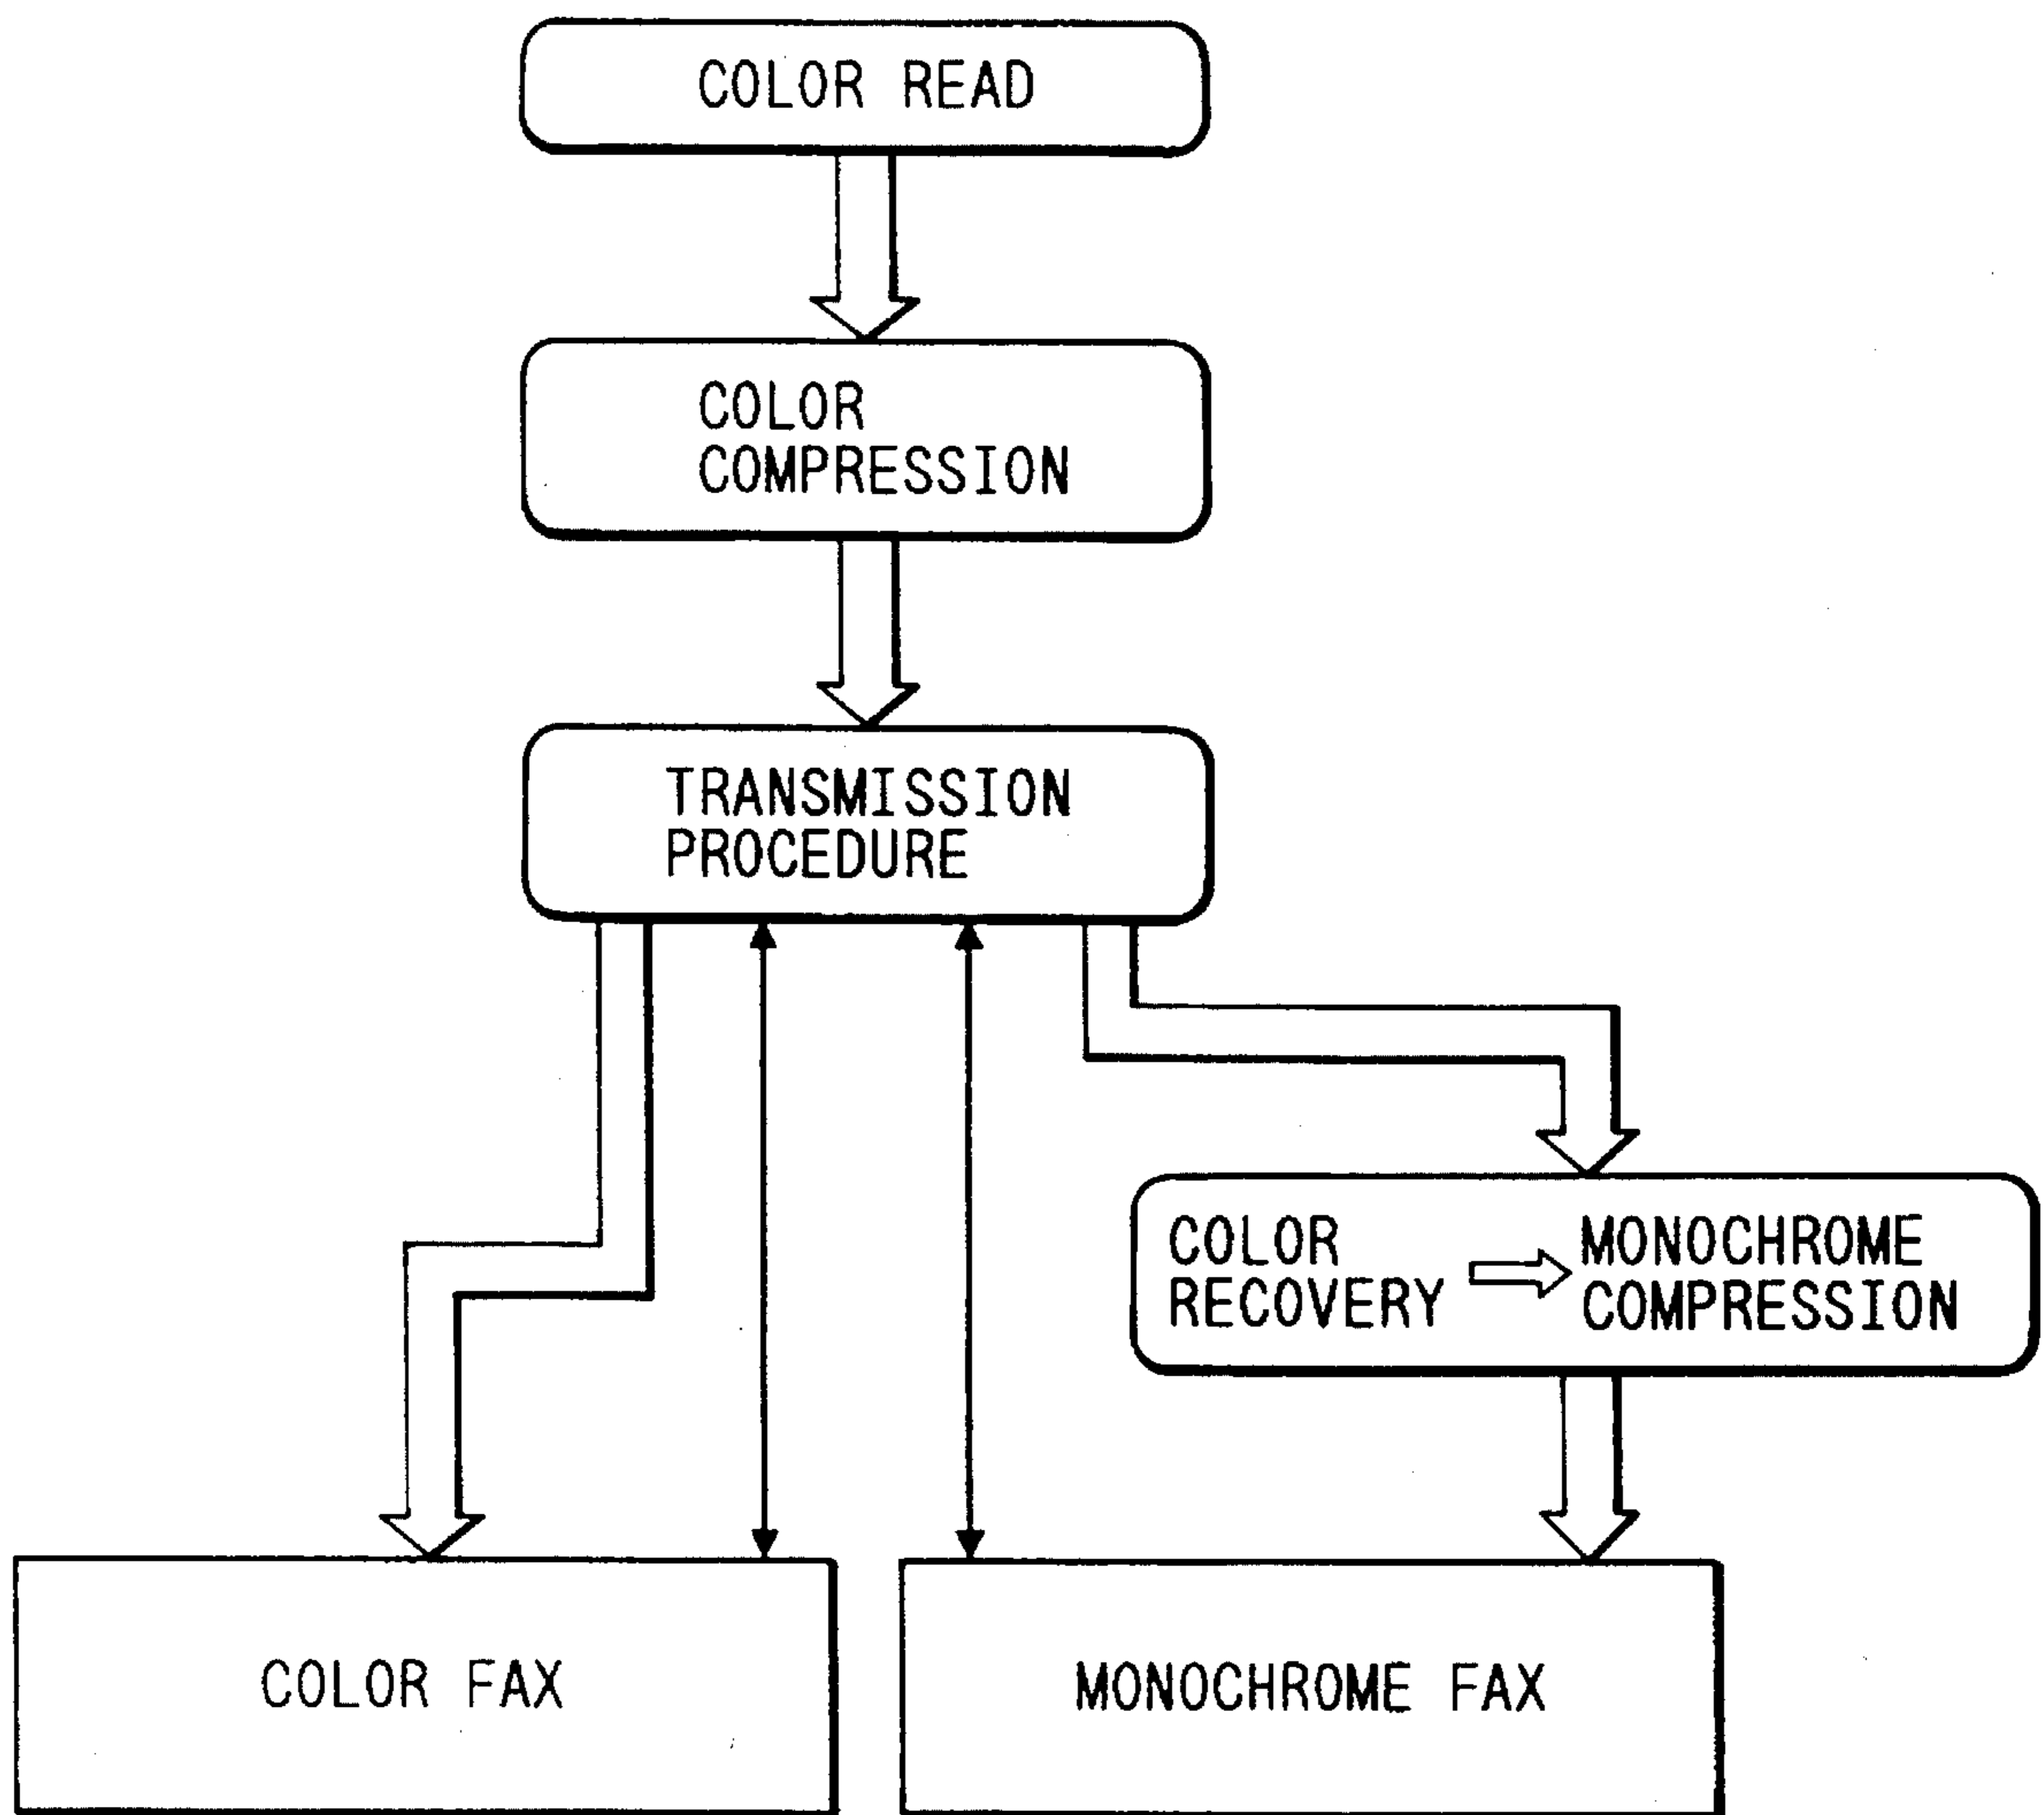 COLOR READ
COLOR
COMPRESSION
TRANSMISSION
PROCEDURE
COLOR
RECOVERY
MONOCHROME
COMPRESSION
COLOR FAX
MONOCHROME FAX